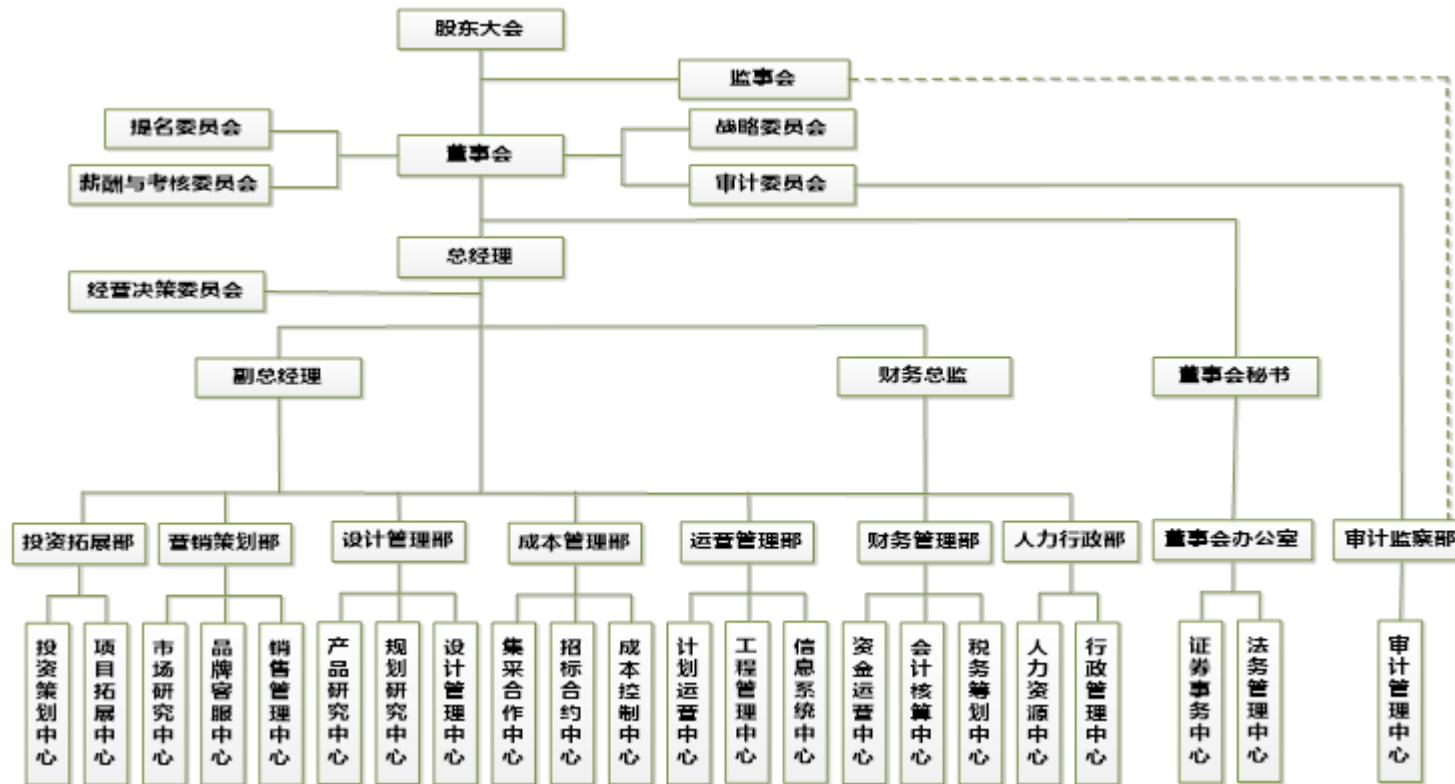 股东大会
监事会
提名委员会
战略委员会
董事会
薪酬与考核委员会
审计委员会
总经理
经营决策委员会
副总经理
财务总监
董事会秘书
投资拓展部
营销策划部
设计管理部
成本管理部
运营管理部
财务管理部
人力行政部
董事会办公室
审计监察部
投资策划中心
项目拓展中心
市场研究中心
品牌客服中心
销售管理中心
产品研究中心
规划研究中心
设计管理中心
集采合作中心
招标合约中心
成本控制中心
计划运营中心
工程管理中心
信息系统中心
资金运营中心
会计核算中心
税务筹划中心
人力资源中心
行政管理中心
证券事务中心
法务管理中心
审计管理中心